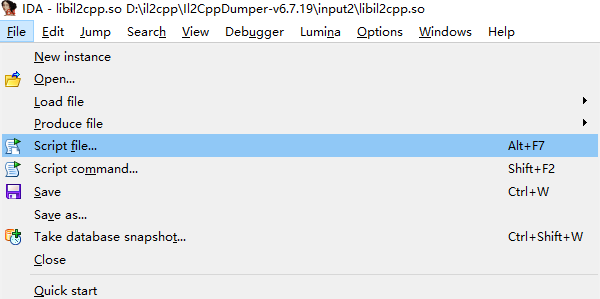 IDA - libil2cpp.so D:\il2cpp\Il2CppDumper-v6.7.19\input2\libil2cpp.so
File Edit Jump Search View Debugger Lumina Options Windows Help
New instance
Open...
Load file
Produce file
Script file... Alt+F7
Script command... Shift+F2
Save Ctrl+W
Save as...
Take database snapshot... Ctrl+Shift+W
Close
Quick start